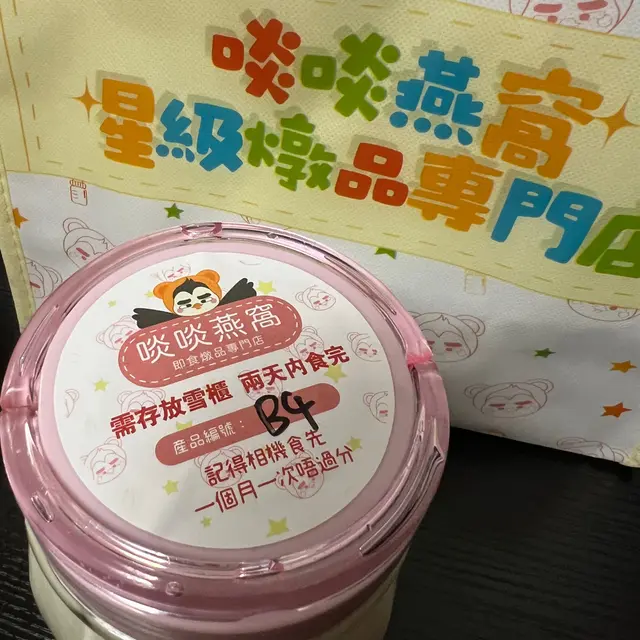 啖啖燕窩
星級燉品專門店
啖啖燕窩
即食燉品專門店
需存放雪櫃 兩天內食完
產品編號： B4
記得相機食先
一個月一次唔過分